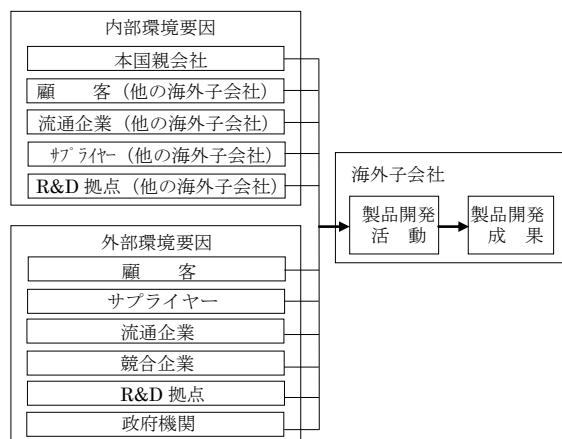 内部環境要因
本国親会社
顧　　客（他の海外子会社）
流通企業（他の海外子会社）
ｻﾌﾟﾗｲﾔｰ（他の海外子会社）
R&D 拠点（他の海外子会社）
外部環境要因
顧　　客
サプライヤー
流通企業
競合企業
R&D 拠点
政府機関
海外子会社
製品開発
活　動
製品開発
成　果